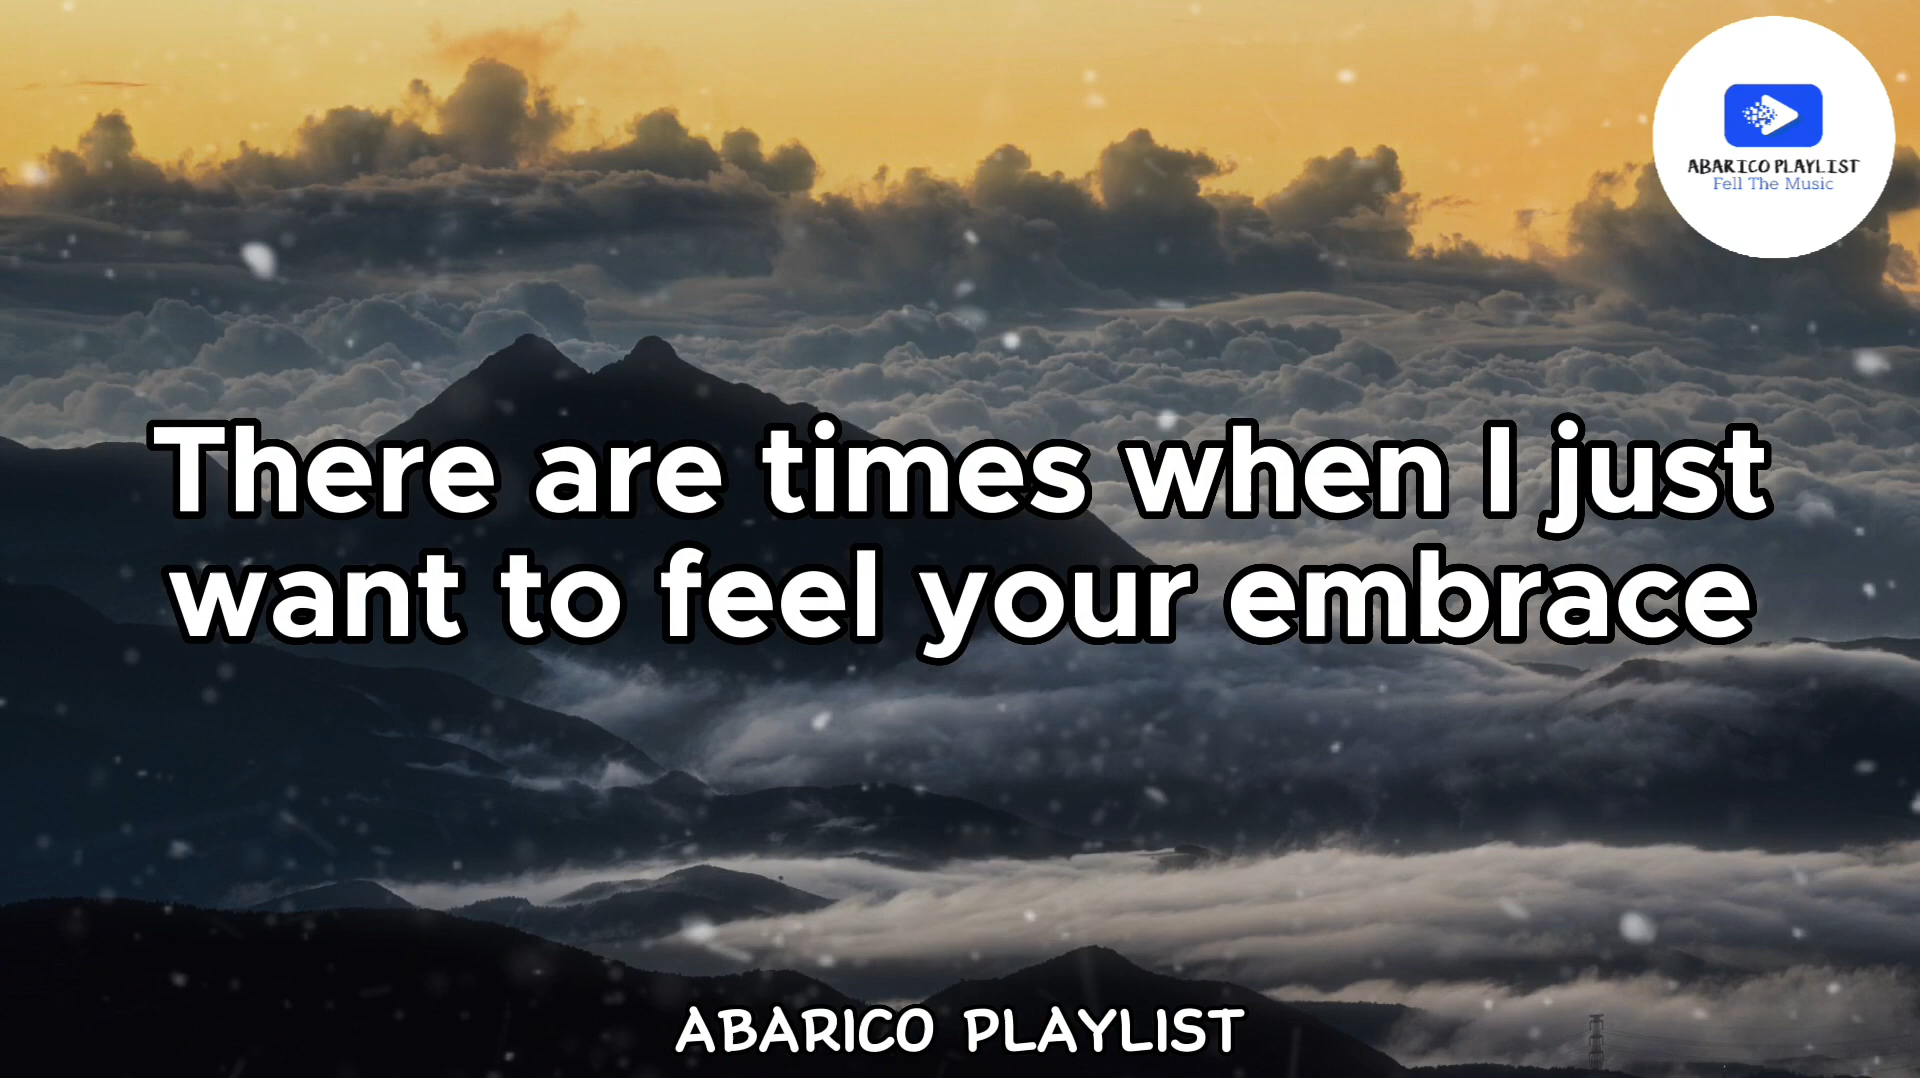 ABARICO PLAYLIST
Fell The Music
There are times when I just
want to feel your embrace
ABARICO PLAYLIST